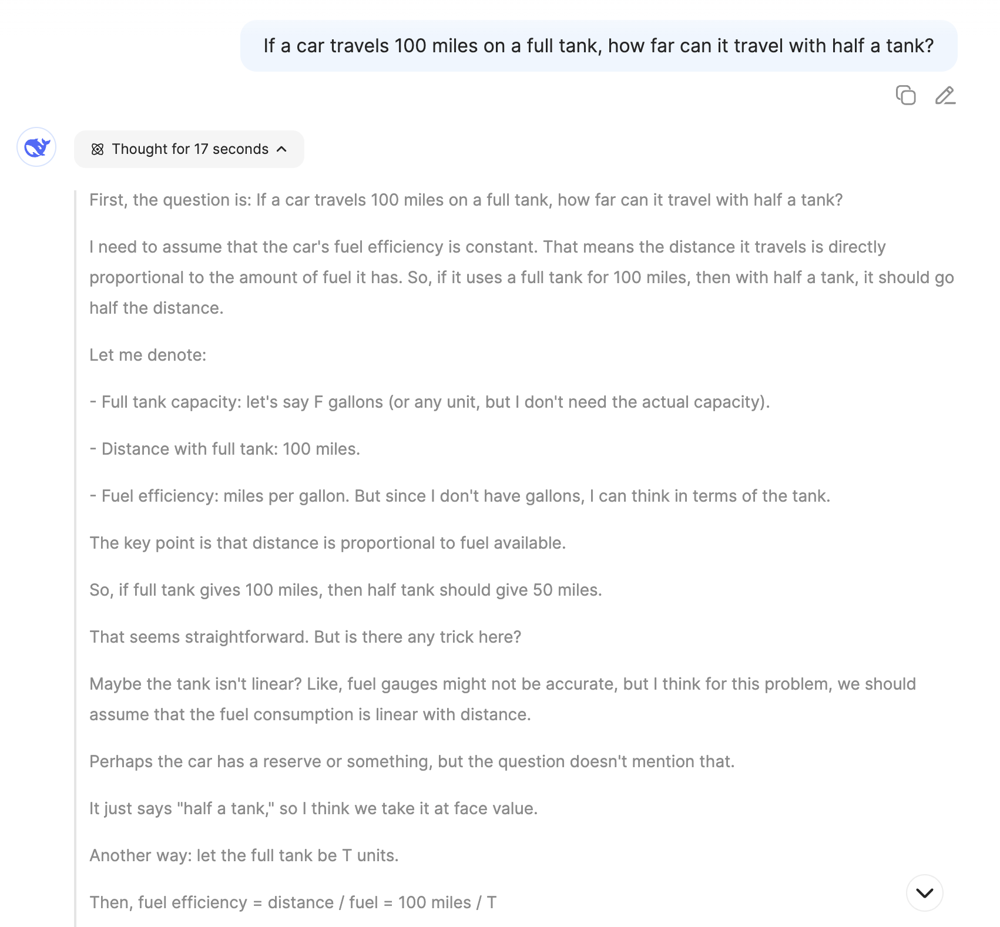 If a car travels 100 miles on a full tank, how far can it travel with half a tank?
Thought for 17 seconds
First, the question is: If a car travels 100 miles on a full tank, how far can it travel with half a tank?
I need to assume that the car's fuel efficiency is constant. That means the distance it travels is directly
proportional to the amount of fuel it has. So, if it uses a full tank for 100 miles, then with half a tank, it should go
half the distance.
Let me denote:
- Full tank capacity: let's say F gallons (or any unit, but I don't need the actual capacity).
- Distance with full tank: 100 miles.
- Fuel efficiency: miles per gallon. But since I don't have gallons, I can think in terms of the tank.
The key point is that distance is proportional to fuel available.
So, if full tank gives 100 miles, then half tank should give 50 miles.
That seems straightforward. But is there any trick here?
Maybe the tank isn't linear? Like, fuel gauges might not be accurate, but I think for this problem, we should
assume that the fuel consumption is linear with distance.
Perhaps the car has a reserve or something, but the question doesn't mention that.
It just says "half a tank," so I think we take it at face value.
Another way: let the full tank be T units.
Then, fuel efficiency = distance / fuel = 100 miles / T